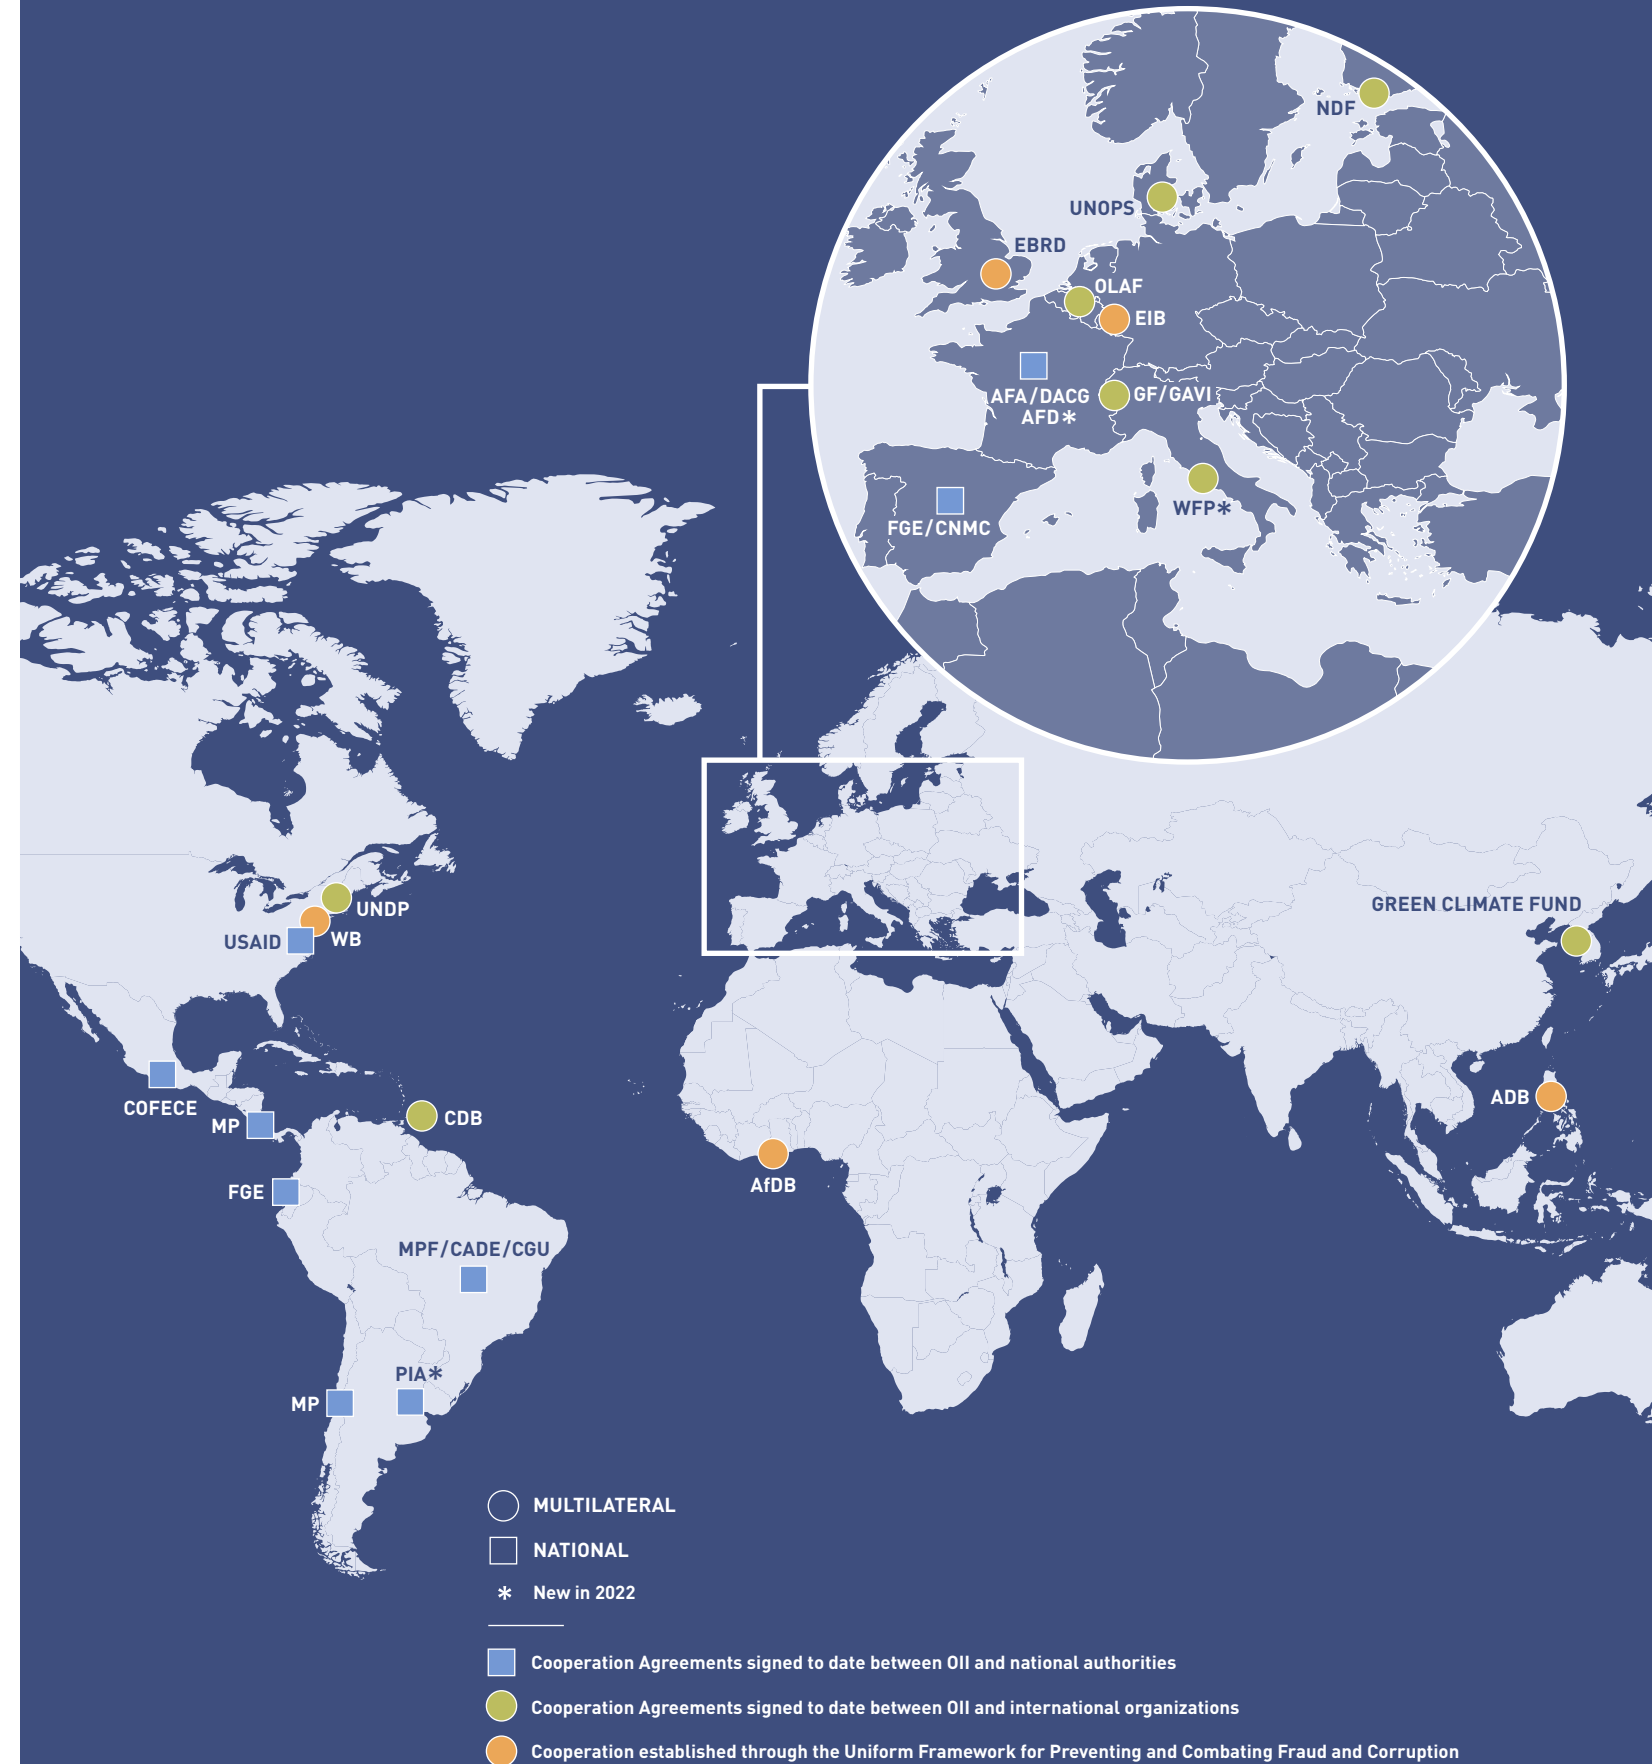 NDF
UNOPS
EBRD
OLAF
EIB
AFA/DACG
AFD*
GF/GAVI
WFP*
FGE/CNMC
UNDP
WB
USAID
GREEN CLIMATE FUND
COFECE
MP
CDB
ADB
AfDB
FGE
MPF/CADE/CGU
PIA*
MP
MULTILATERAL
NATIONAL
* New in 2022
Cooperation Agreements signed to date between OII and national authorities
Cooperation Agreements signed to date between OII and international organizations
Cooperation established through the Uniform Framework for Preventing and Combating Fraud and Corruption